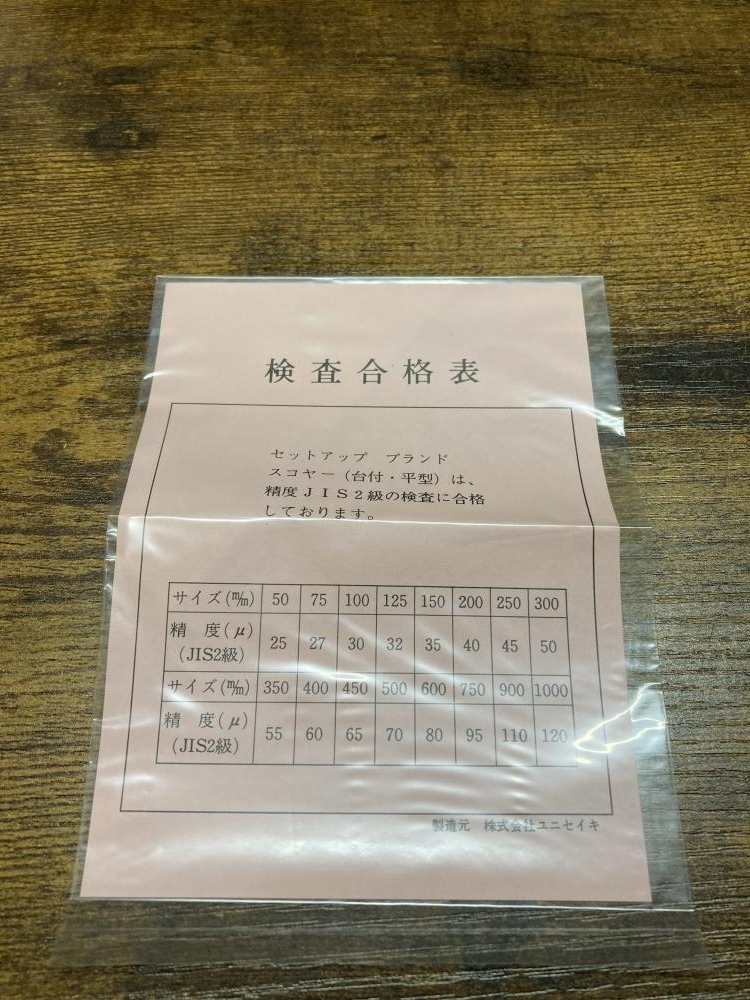 検査合格表
セットアップ ブランド
スコヤー（台付・平型）は、
精度ＪＩＳ２級の検査に合格
しております。
サイズ(㎜) 50 75 100 125 150 200 250 300
精 度(μ) 25 27 30 32 35 40 45 50
(JIS2級)
サイズ(㎜) 350 400 450 500 600 750 900 1000
精 度(μ) 55 60 65 70 80 95 110 120
(JIS2級)
製造元 株式会社ユニセイキ